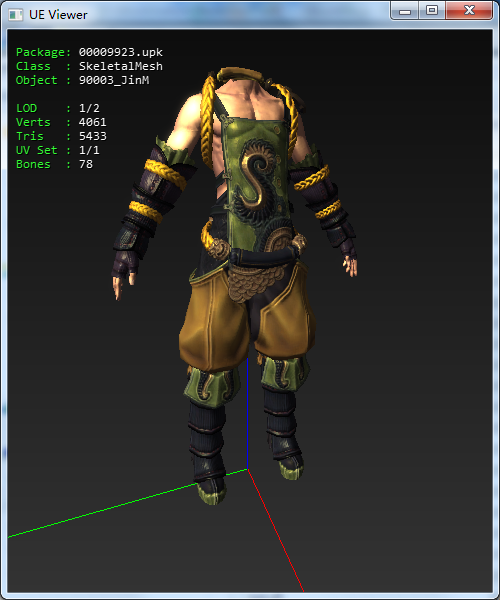 UE Viewer
Package: 00009923.upk
Class : SkeletalMesh
Object : 90003_JinM
LOD : 1/2
Verts : 4061
Tris : 5433
UV Set : 1/1
Bones : 78